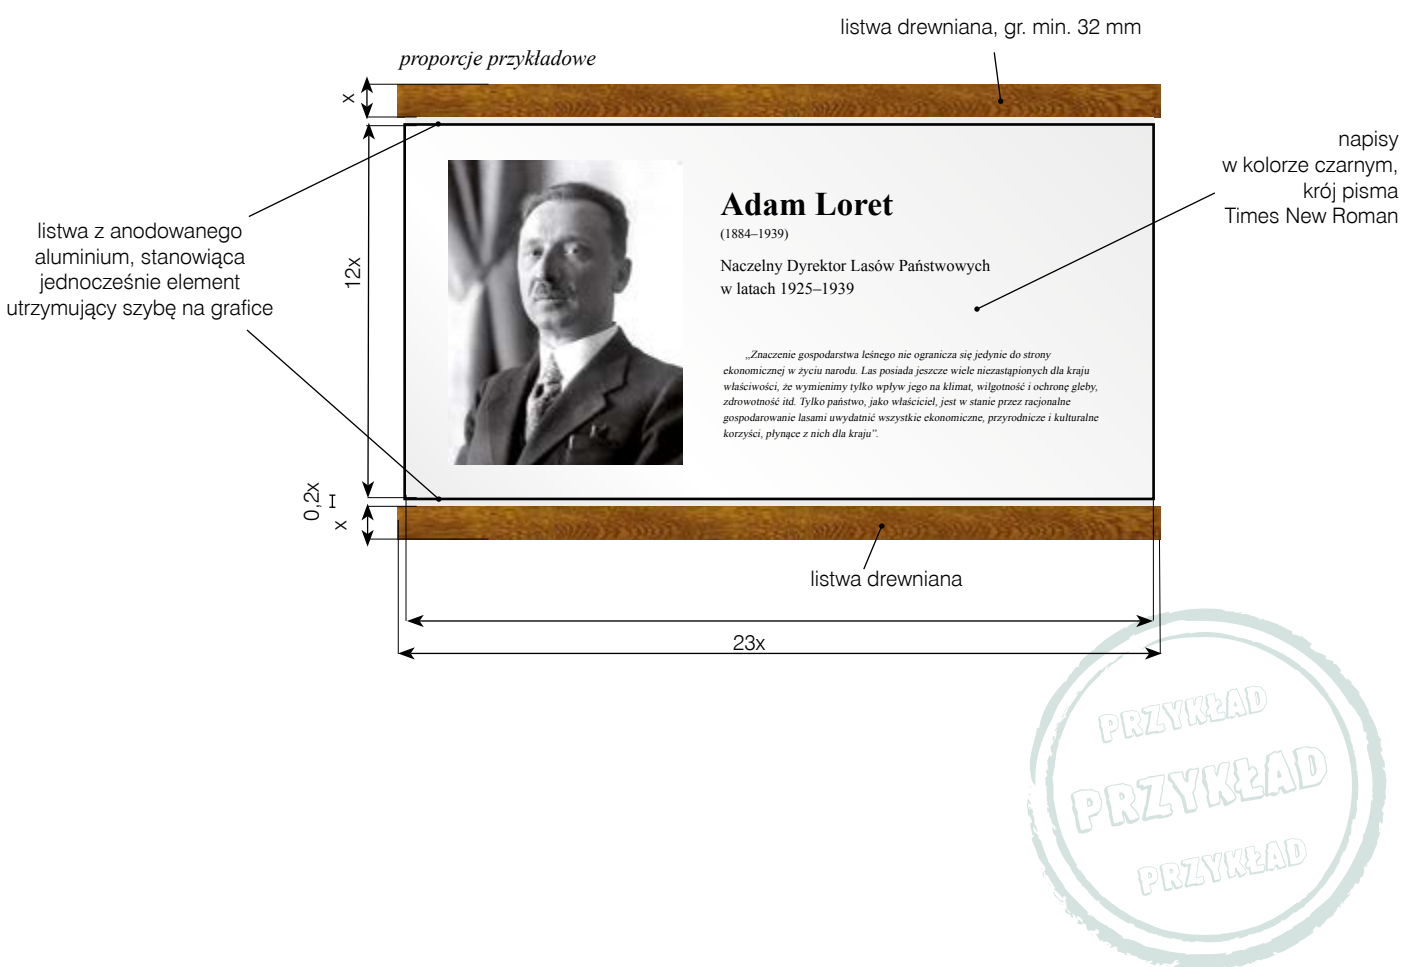 listwa drewniana, gr. min. 32 mm
proporcje przykładowe
x
napisy
w kolorze czarnym,
krój pisma
Times New Roman
listwa z anodowanego
aluminium, stanowiąca
jednocześnie element
utrzymujący szybę na grafice
12x
Adam Loret
(1884–1939)
Naczelny Dyrektor Lasów Państwowych
w latach 1925–1939
„Znaczenie gospodarstwa leśnego nie ogranicza się jedynie do strony
ekonomicznej w życiu narodu. Las posiada jeszcze wiele niezastąpionych dla kraju
właściwości, że wymienimy tylko wpływ jego na klimat, wilgotność i ochronę gleby,
zdrowotność itd. Tylko państwo, jako właściciel, jest w stanie przez racjonalne
gospodarowanie lasami uwydatnić wszystkie ekonomiczne, przyrodnicze i kulturalne
korzyści, płynące z nich dla kraju”.
0,2x
x
listwa drewniana
23x
PRZYKŁAD
PRZYKŁAD
PRZYKŁAD